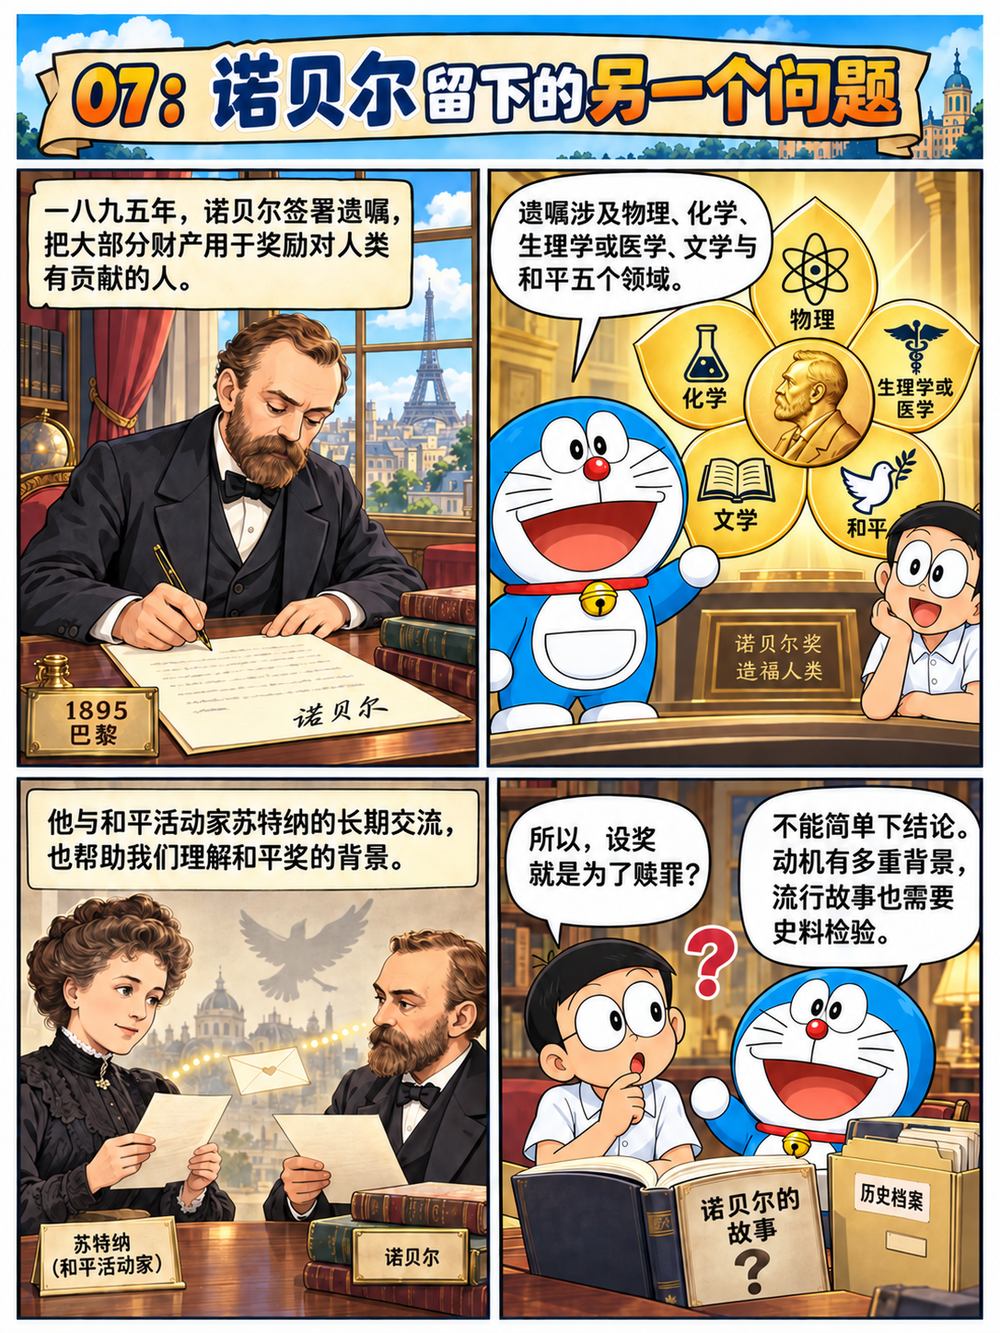 07：诺贝尔留下的另一个问题
一八九五年，诺贝尔签署遗嘱，
把大部分财产用于奖励对人类
有贡献的人。
诺贝尔
1895
巴黎
遗嘱涉及物理、化学、
生理学或医学、文学与
和平五个领域。
物理
化学
生理学或
医学
文学
和平
诺贝尔奖
造福人类
他与和平活动家苏特纳的长期交流，
也帮助我们理解和平奖的背景。
苏特纳
（和平活动家）
诺贝尔
所以，设奖
就是为了赎罪？
不能简单下结论。
动机有多重背景，
流行故事也需要
史料检验。
?
诺贝尔的
故事
?
历史档案